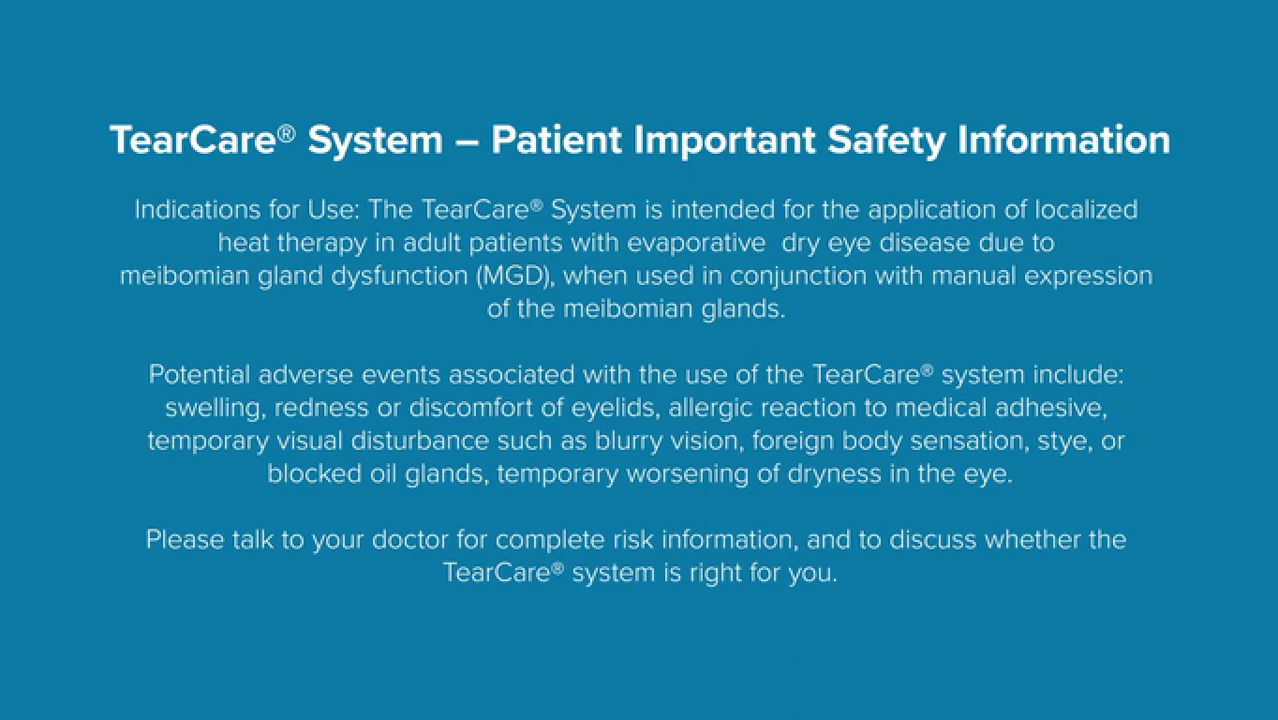 TearCare® System – Patient Important Safety Information
Indications for Use: The TearCare® System is intended for the application of localized
heat therapy in adult patients with evaporative  dry eye disease due to
meibomian gland dysfunction (MGD), when used in conjunction with manual expression
of the meibomian glands.
Potential adverse events associated with the use of the TearCare® system include:
swelling, redness or discomfort of eyelids, allergic reaction to medical adhesive,
temporary visual disturbance such as blurry vision, foreign body sensation, stye, or
blocked oil glands, temporary worsening of dryness in the eye.
Please talk to your doctor for complete risk information, and to discuss whether the
TearCare® system is right for you.